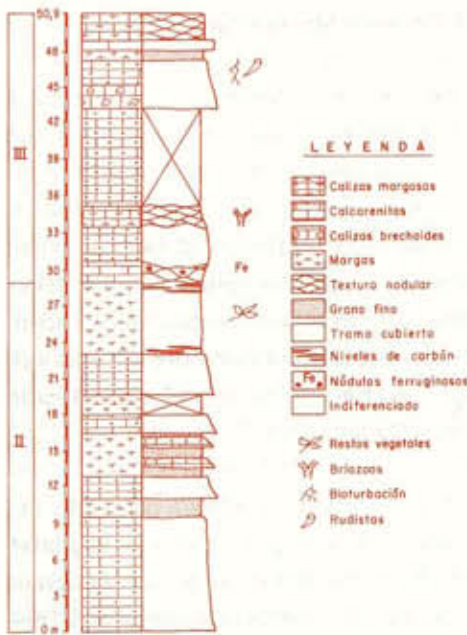 50,9
48
45
42
39
36
33
30
27
24
21
18
15
12
9
6
3
0 m
III
II
Fe
LEYENDA
Calizas margosas
Calcarenitas
Calizas brechoides
Margas
Textura nodular
Grano fino
Tramo cubierto
Niveles de carbón
Fe Nódulos ferruginosos
Indiferenciado
Restos vegetales
Briozoos
Bioturbación
Rudistas